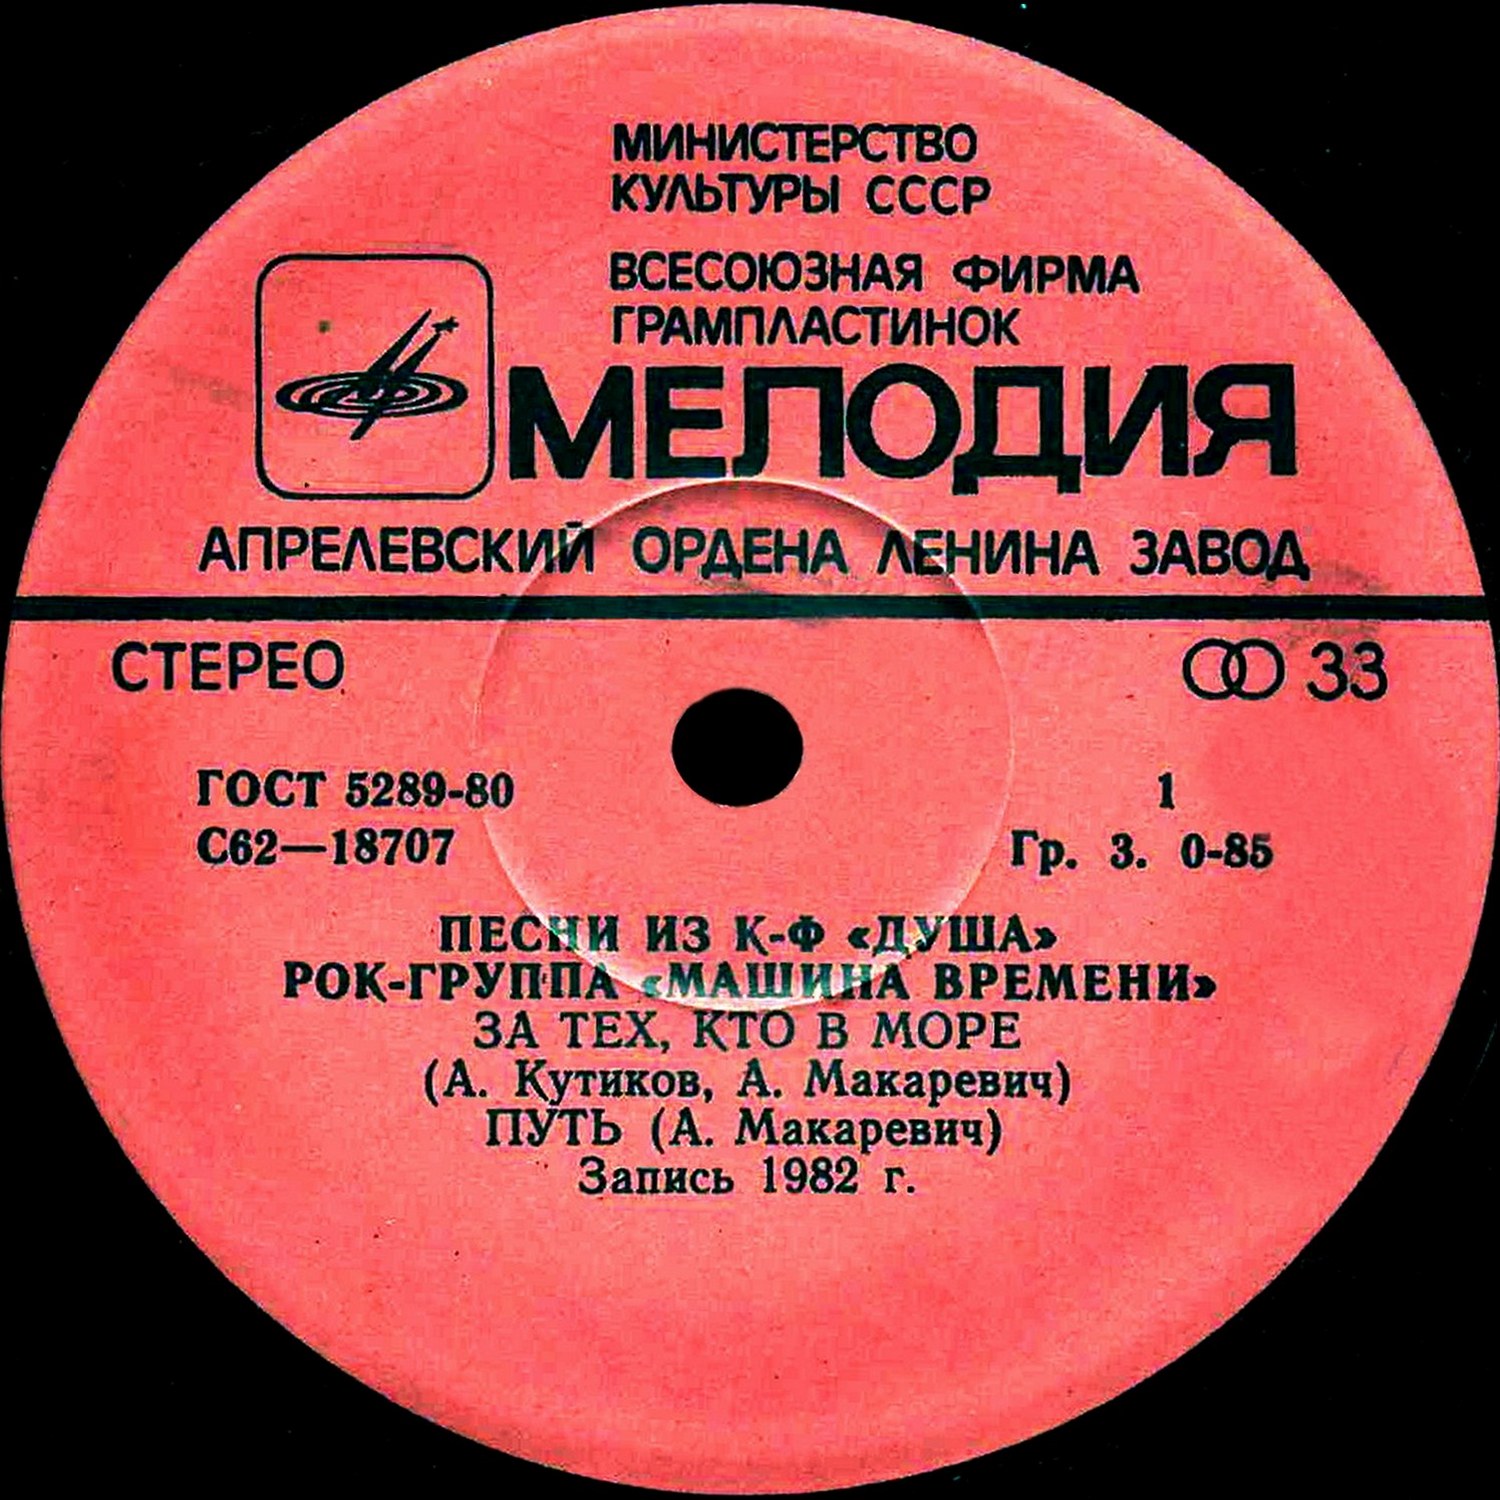 МИНИСТЕРСТВО
КУЛЬТУРЫ СССР
ВСЕСОЮЗНАЯ ФИРМА
ГРАМПЛАСТИНОК
МЕЛОДИЯ
АПРЕЛЕВСКИЙ ОРДЕНА ЛЕНИНА ЗАВОД
СТЕРЕО 33
ГОСТ 5289-80 1
С62—18707 Гр. 3. 0-85
ПЕСНИ ИЗ К-Ф «ДУША»
РОК-ГРУППА «МАШИНА ВРЕМЕНИ»
ЗА ТЕХ, КТО В МОРЕ
(А. Кутиков, А. Макаревич)
ПУТЬ (А. Макаревич)
Запись 1982 г.